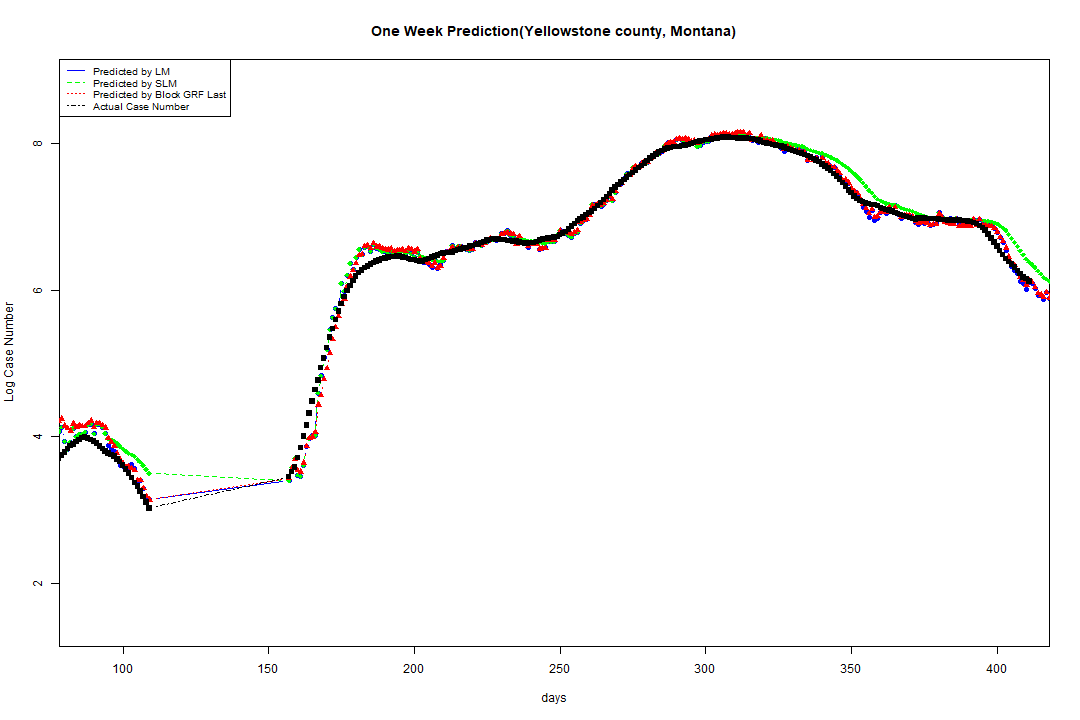 One Week Prediction(Yellowstone county, Montana)
Predicted by LM
Predicted by SLM
Predicted by Block GRF Last
Actual Case Number
8
6
4
2
Log Case Number
100 150 200 250 300 350 400
days